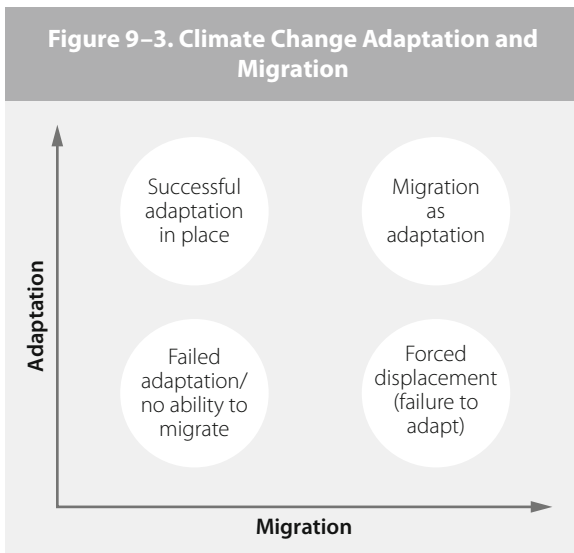 Figure 9–3. Climate Change Adaptation and
Migration
Successful
adaptation
in place
Migration
as
adaptation
Adaptation
Failed
adaptation/
no ability to
migrate
Forced
displacement
(failure to
adapt)
Migration